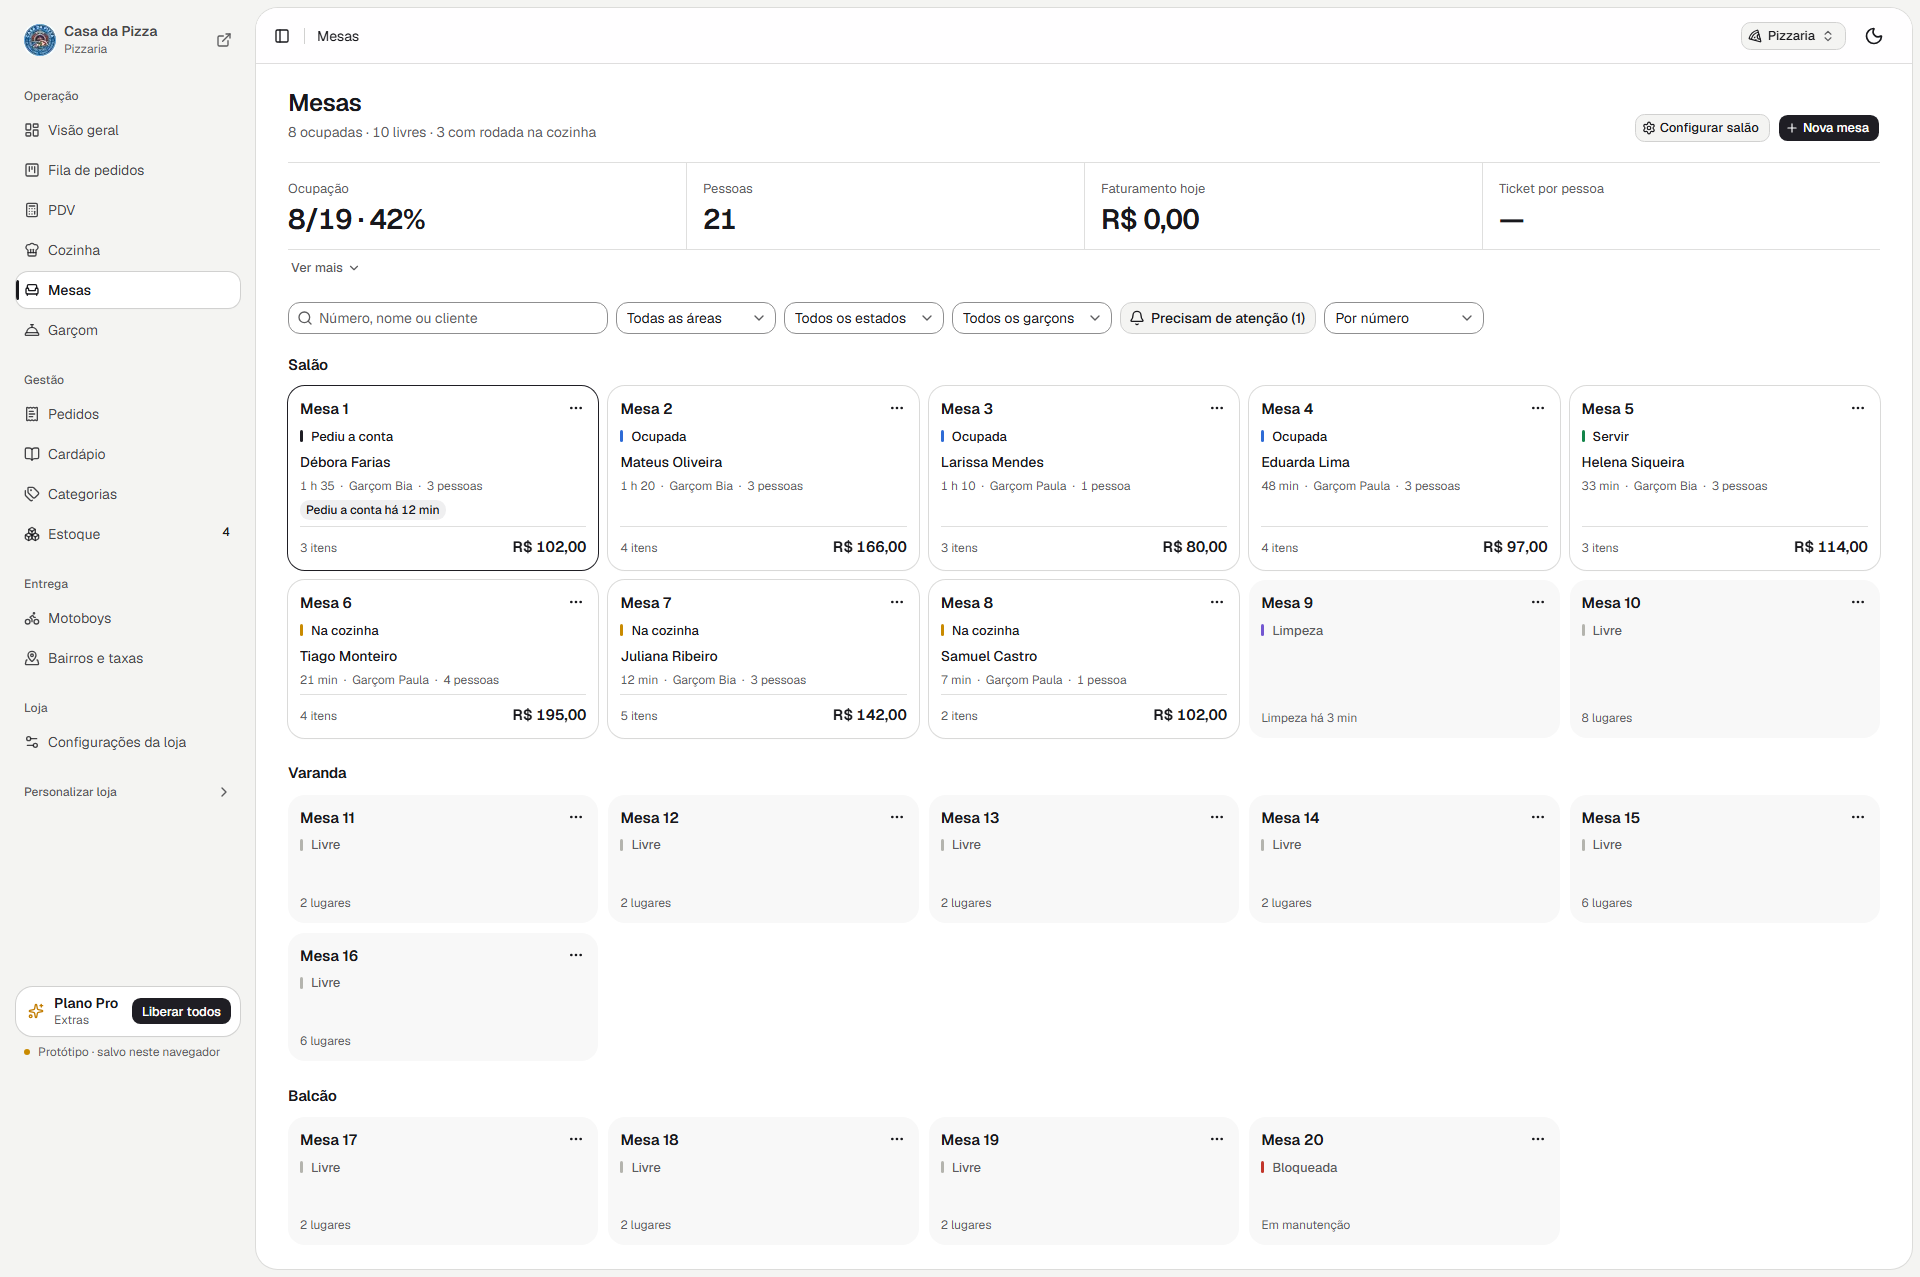 Casa da Pizza
Pizzaria
Operação
Visão geral
Fila de pedidos
PDV
Cozinha
Mesas
Garçom
Gestão
Pedidos
Cardápio
Categorias
Estoque 4
Entrega
Motoboys
Bairros e taxas
Loja
Configurações da loja
Personalizar loja
Plano Pro
Extras
Liberar todos
Protótipo · salvo neste navegador
Mesas
Pizzaria
Mesas
8 ocupadas · 10 livres · 3 com rodada na cozinha
Configurar salão
+ Nova mesa
Ocupação
8/19 · 42%
Pessoas
21
Faturamento hoje
R$ 0,00
Ticket por pessoa
—
Ver mais
Número, nome ou cliente
Todas as áreas
Todos os estados
Todos os garçons
Precisam de atenção (1)
Por número
Salão
Mesa 1
Pediu a conta
Débora Farias
1 h 35 · Garçom Bia · 3 pessoas
Pediu a conta há 12 min
3 itens R$ 102,00
Mesa 2
Ocupada
Mateus Oliveira
1 h 20 · Garçom Bia · 3 pessoas
4 itens R$ 166,00
Mesa 3
Ocupada
Larissa Mendes
1 h 10 · Garçom Paula · 1 pessoa
3 itens R$ 80,00
Mesa 4
Ocupada
Eduarda Lima
48 min · Garçom Paula · 3 pessoas
4 itens R$ 97,00
Mesa 5
Servir
Helena Siqueira
33 min · Garçom Bia · 3 pessoas
3 itens R$ 114,00
Mesa 6
Na cozinha
Tiago Monteiro
21 min · Garçom Paula · 4 pessoas
4 itens R$ 195,00
Mesa 7
Na cozinha
Juliana Ribeiro
12 min · Garçom Bia · 3 pessoas
5 itens R$ 142,00
Mesa 8
Na cozinha
Samuel Castro
7 min · Garçom Paula · 1 pessoa
2 itens R$ 102,00
Mesa 9
Limpeza
Limpeza há 3 min
Mesa 10
Livre
8 lugares
Varanda
Mesa 11
Livre
2 lugares
Mesa 12
Livre
2 lugares
Mesa 13
Livre
2 lugares
Mesa 14
Livre
2 lugares
Mesa 15
Livre
6 lugares
Mesa 16
Livre
6 lugares
Balcão
Mesa 17
Livre
2 lugares
Mesa 18
Livre
2 lugares
Mesa 19
Livre
2 lugares
Mesa 20
Bloqueada
Em manutenção